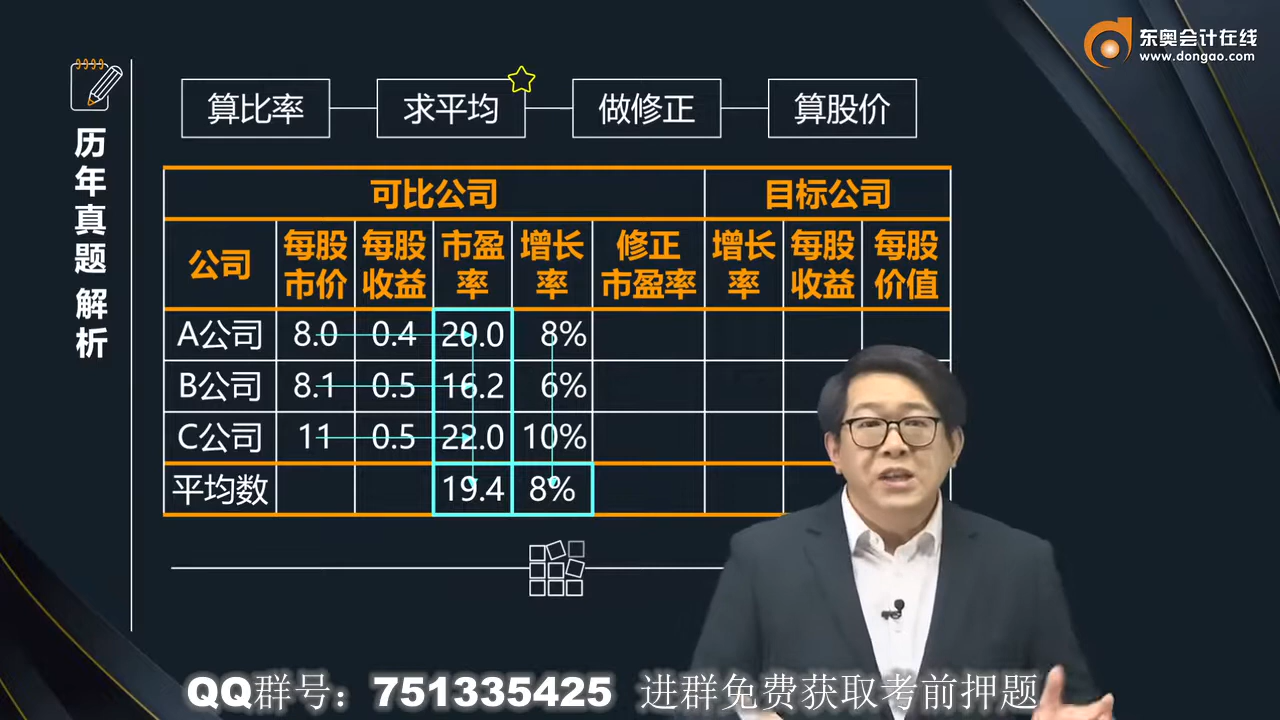 东奥会计在线
www.dongao.com
历年真题 解析
算比率 求平均 做修正 算股价
可比公司 目标公司
公司 每股市价 每股收益 市盈率 增长率 修正市盈率 增长率 每股收益 每股价值
A公司 8.0 0.4 20.0 8%
B公司 8.1 0.5 16.2 6%
C公司 11 0.5 22.0 10%
平均数 19.4 8%
QQ群号：751335425 进群免费获取考前押题